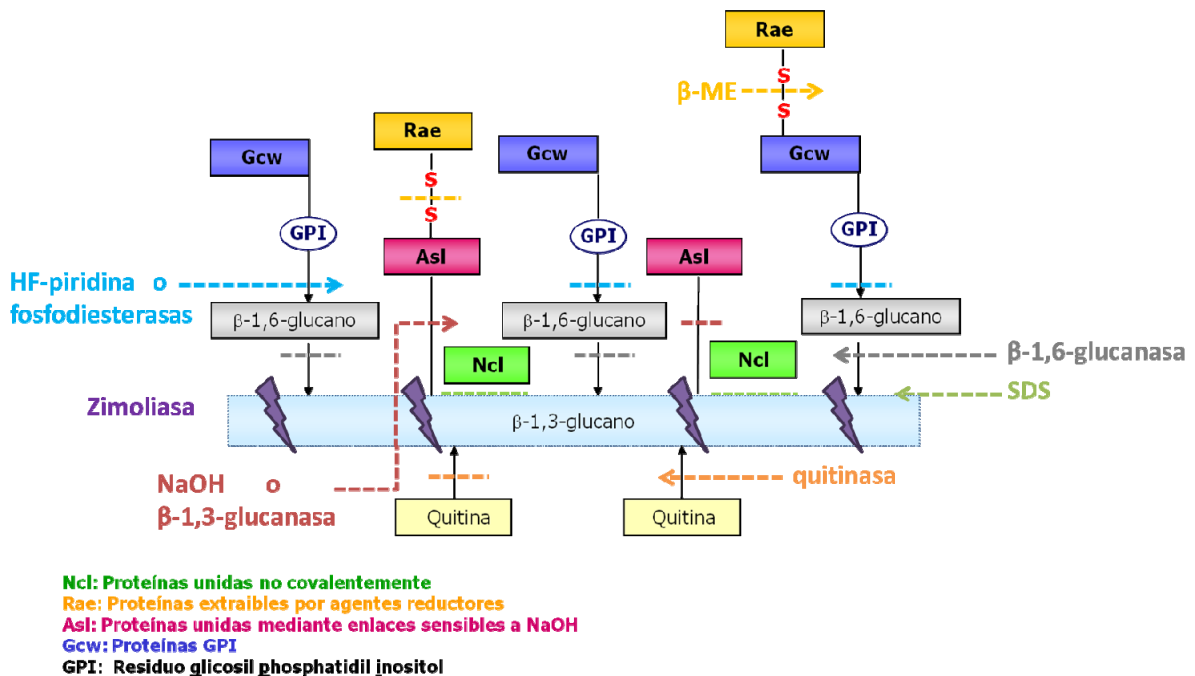 Rae
S
β-ME
S
Rae
Gcw
Gcw
Gcw
S
S
GPI
GPI
GPI
Asl
Asl
HF-piridina o
fosfodiesterasas
β-1,6-glucano
β-1,6-glucano
β-1,6-glucano
Ncl
Ncl
β-1,6-glucanasa
SDS
Zimoliasa
β-1,3-glucano
NaOH o
β-1,3-glucanasa
quitinasa
Quitina
Quitina
Ncl: Proteínas unidas no covalentemente
Rae: Proteínas extraibles por agentes reductores
Asl: Proteínas unidas mediante enlaces sensibles a NaOH
Gcw: Proteínas GPI
GPI: Residuo glicosil phosphatidil inositol